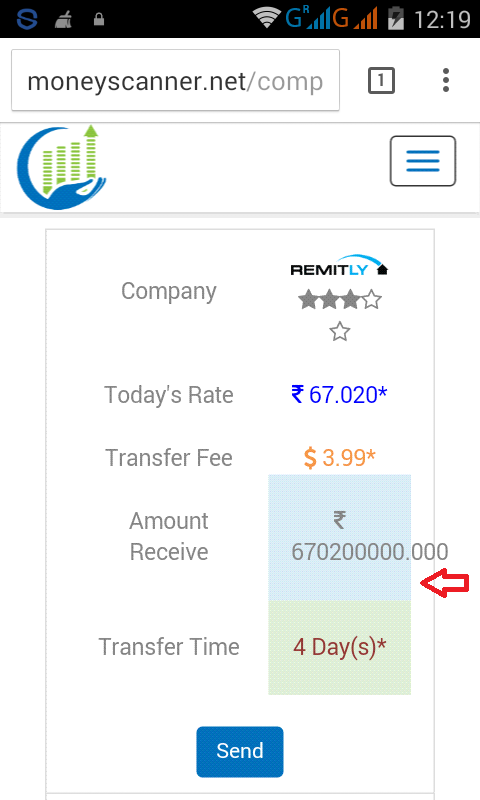 12:19
moneyscanner.net/comp
1
Company
REMITLY
Today's Rate
₹ 67.020*
Transfer Fee
$ 3.99*
Amount
Receive
₹
670200000.000
Transfer Time
4 Day(s)*
Send